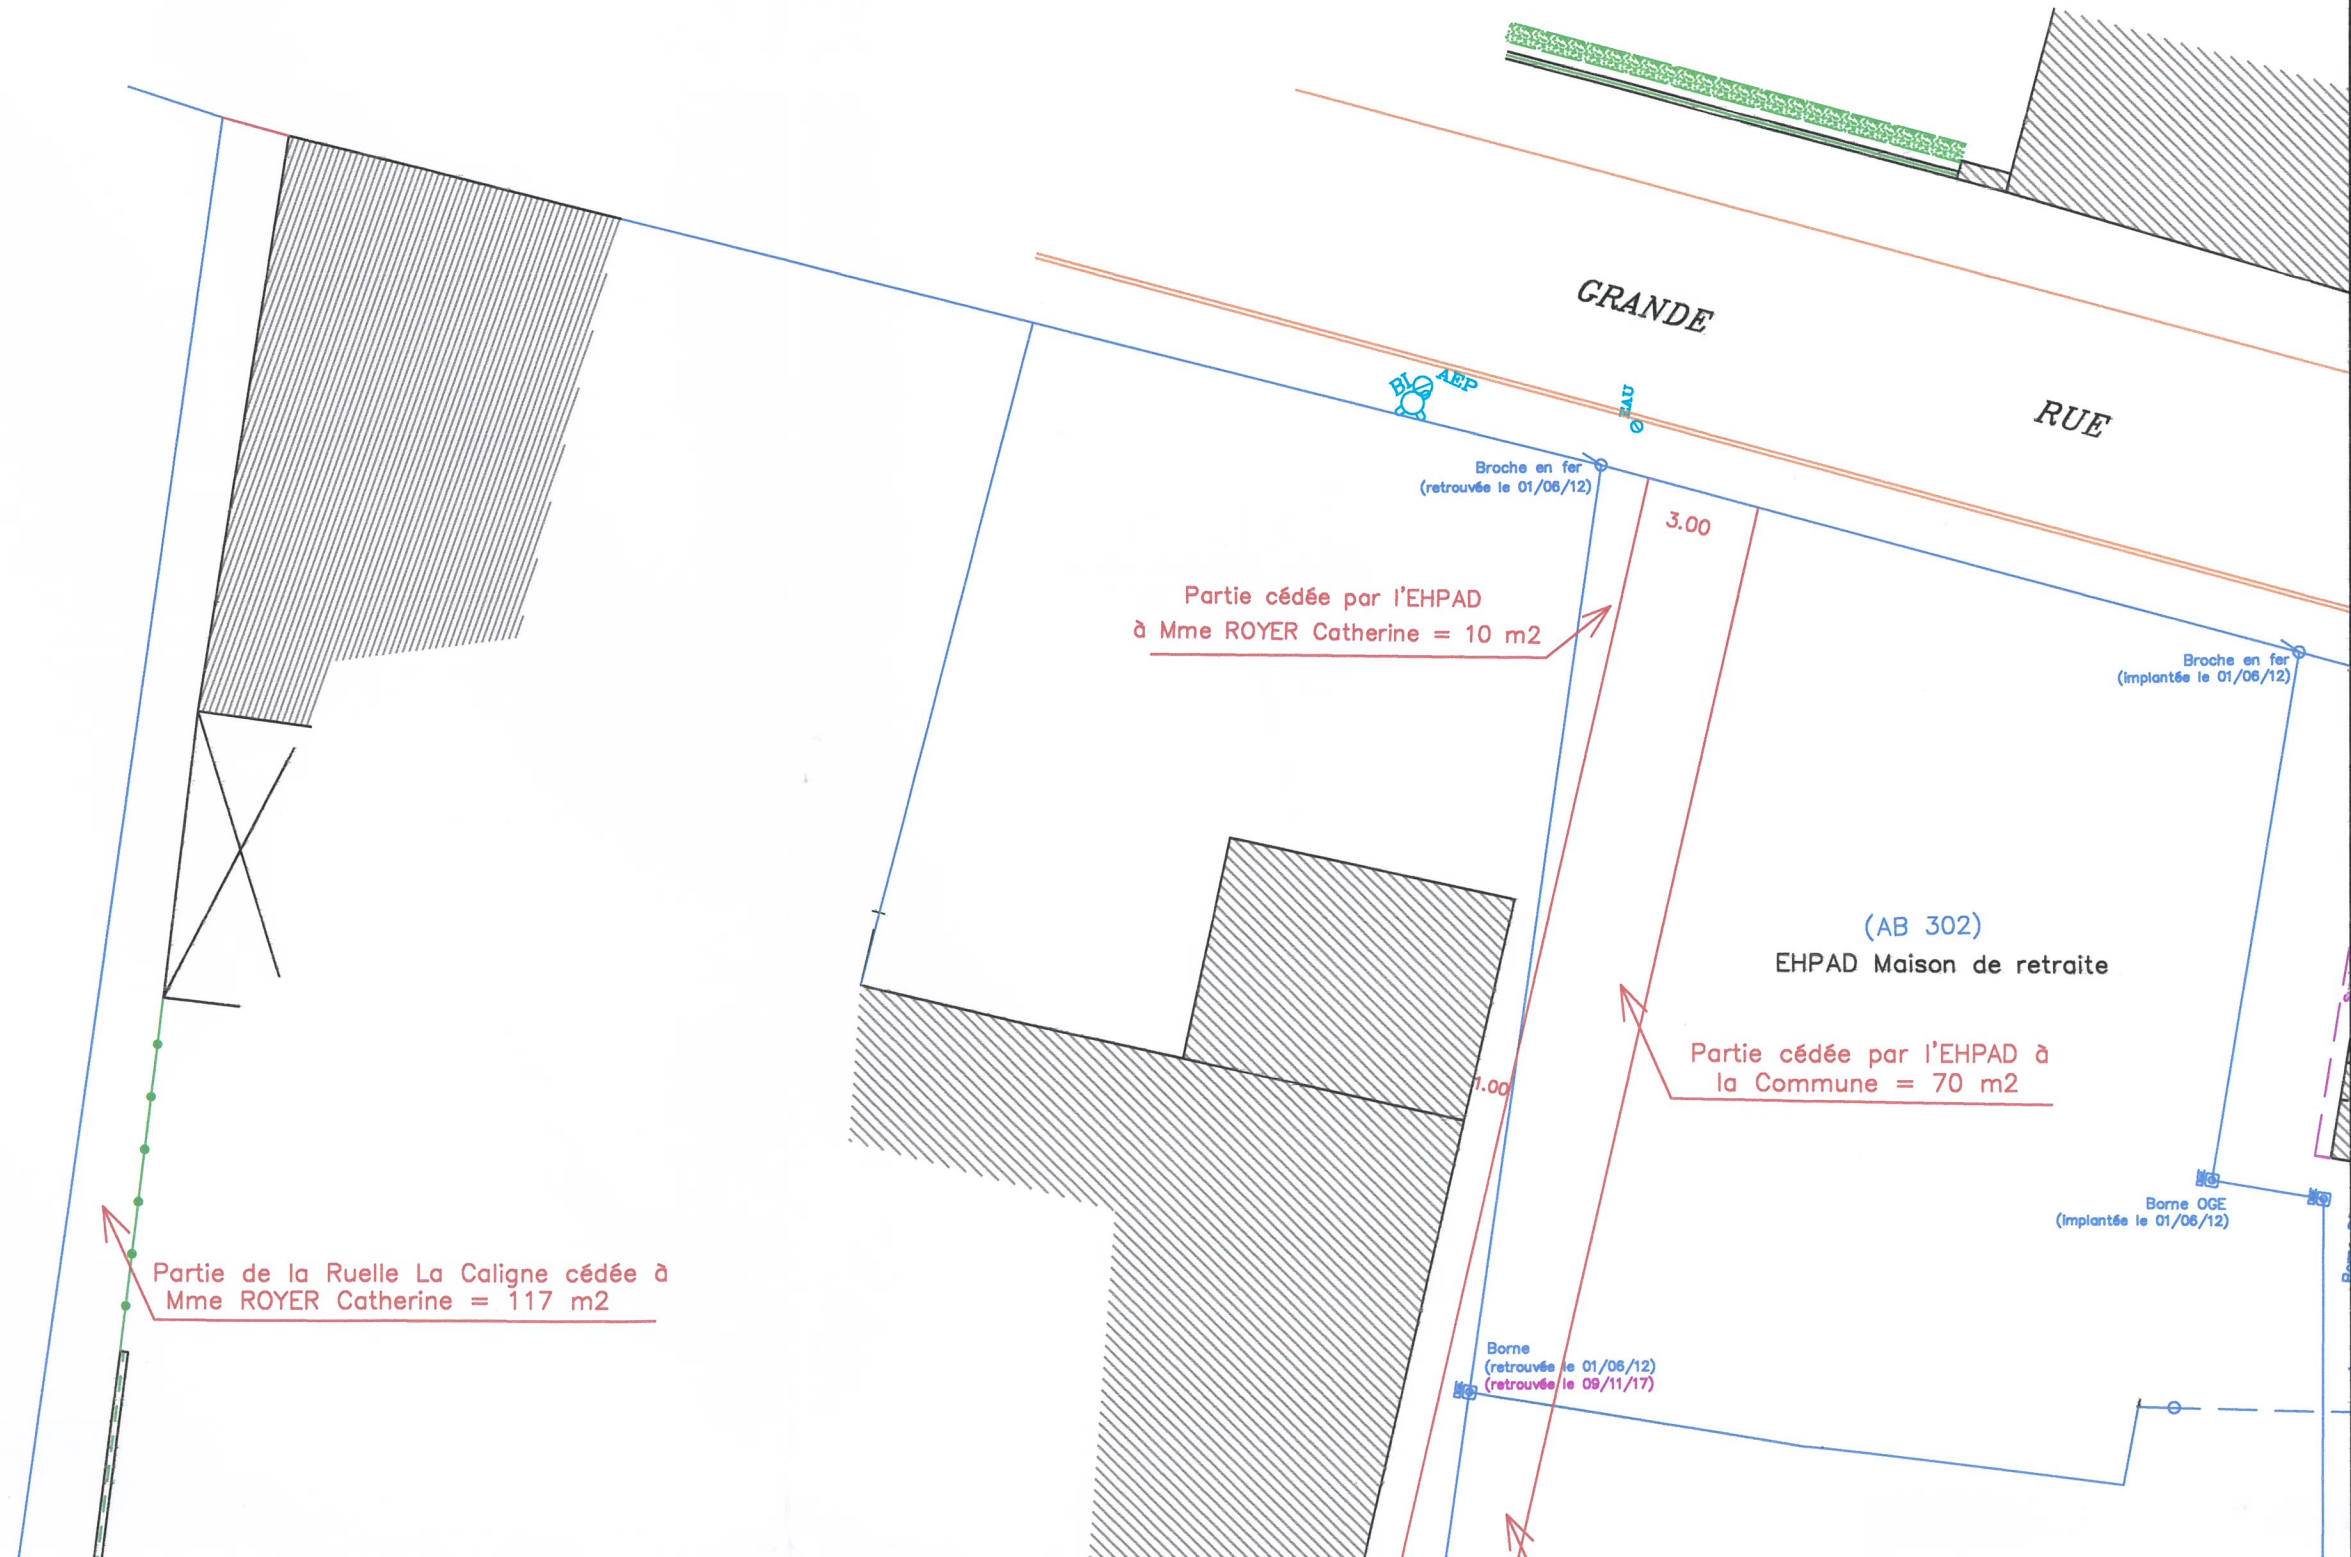 GRANDE
RUE
BI
AEP
EAU
Broche en fer
(retrouvée le 01/06/12)
3.00
Partie cédée par l'EHPAD
à Mme ROYER Catherine = 10 m2
Broche en fer
(implantée le 01/06/12)
(AB 302)
EHPAD Maison de retraite
Partie cédée par l'EHPAD à
la Commune = 70 m2
1.00
Borne OGE
(implantée le 01/06/12)
Partie de la Ruelle La Caligne cédée à
Mme ROYER Catherine = 117 m2
Borne
(retrouvée le 01/06/12)
(retrouvée le 09/11/17)